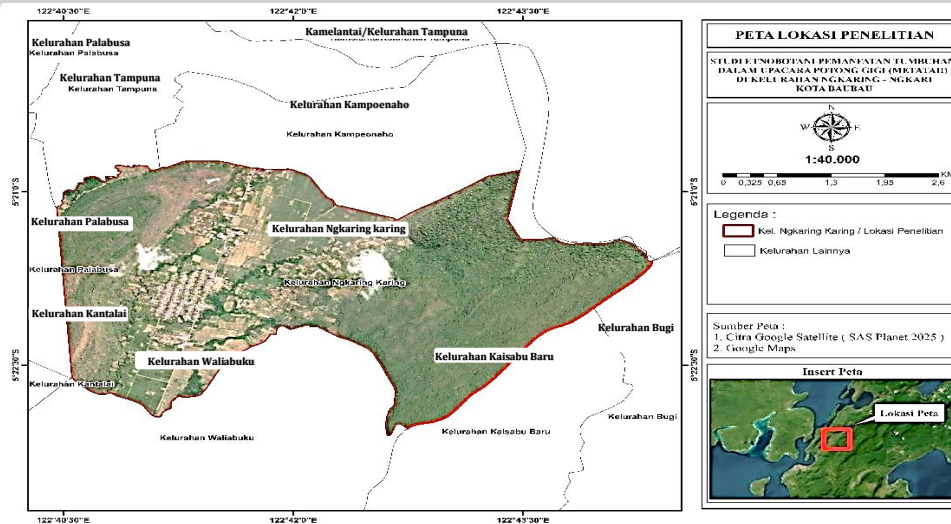 122°40'30"E
122°42'0"E
122°43'30"E
Kelurahan Palabusa
Kelurahan Palabusa
Kamelantai/Kelurahan Tampuna
Kelurahan Tampuna
Kelurahan Tampuna
Kelurahan Kampoenaho
Kelurahan Kampeonaho
5°21'0"S
5°21'0"S
Kelurahan Palabusa
Kelurahan Ngkaring karing
Kelurahan Palabusa
Kelurahan Ngkaring Karing
Kelurahan Kantalai
Kelurahan Bugi
Kelurahan Waliabuku
Kelurahan Kaisabu Baru
5°22'30"S
5°22'30"S
Kelurahan Kantalai
Kelurahan Bugi
Kelurahan Waliabuku
Kelurahan Kaisabu Baru
122°40'30"E
122°42'0"E
122°43'30"E
PETA LOKASI PENELITIAN
STUDI ETNOBOTANI PEMANFATAN TUMBUHAN
DALAM UPACARA POTONG GIGI (METATAH)
DI KELURAHAN NGKARING - NGKARI
KOTA BAUBAU
N
W E
S
1:40.000
KM
0 0,325 0,65 1,3 1,95 2,6
Legenda :
Kel. Ngkaring Karing / Lokasi Penelitian
Kelurahan Lainnya
Sumber Peta :
1. Citra Google Satellite ( SAS Planet 2025 )
2. Google Maps
Insert Peta
Lokasi Peta